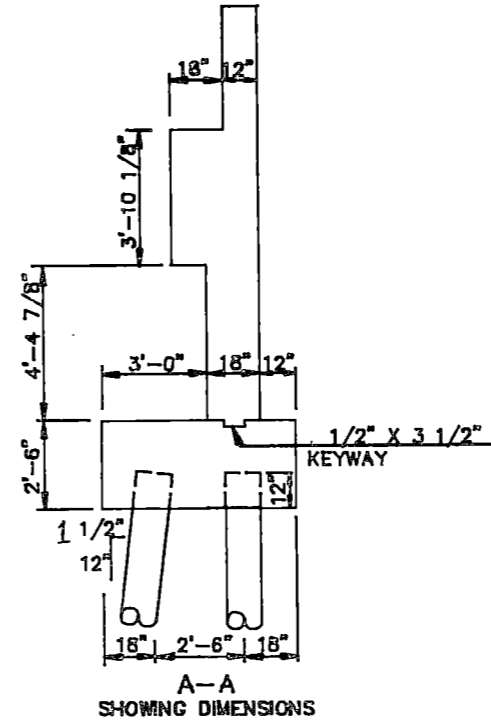 18" 12"
3'-10 1/8"
4'-4 7/8"
3'-0" 18" 12"
2'-6"
1/2" X 3 1/2"
KEYWAY
12"
1 1/2"
12"
18" 2'-6" 18"
A-A
SHOWING DIMENSIONS